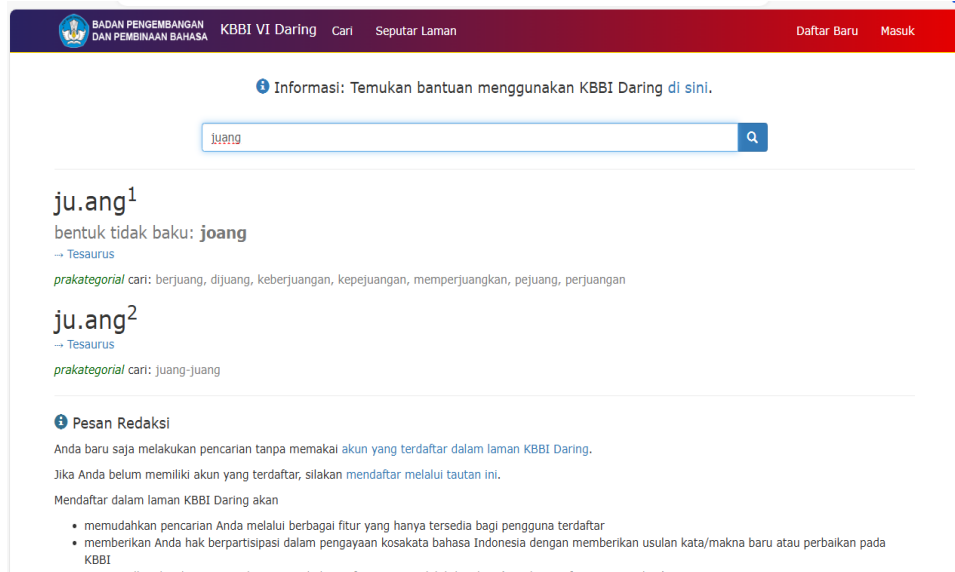 BADAN PENGEMBANGAN
DAN PEMBINAAN BAHASA
KBBI VI Daring Cari Seputar Laman Daftar Baru Masuk
Informasi: Temukan bantuan menggunakan KBBI Daring di sini.
juang
ju.ang1
bentuk tidak baku: joang
→ Tesaurus
prakategorial cari: berjuang, dijuang, keberjuangan, kepejuangan, memperjuangkan, pejuang, perjuangan
ju.ang2
→ Tesaurus
prakategorial cari: juang-juang
Pesan Redaksi
Anda baru saja melakukan pencarian tanpa memakai akun yang terdaftar dalam laman KBBI Daring.
Jika Anda belum memiliki akun yang terdaftar, silakan mendaftar melalui tautan ini.
Mendaftar dalam laman KBBI Daring akan
• memudahkan pencarian Anda melalui berbagai fitur yang hanya tersedia bagi pengguna terdaftar
• memberikan Anda hak berpartisipasi dalam pengayaan kosakata bahasa Indonesia dengan memberikan usulan kata/makna baru atau perbaikan pada
KBBI